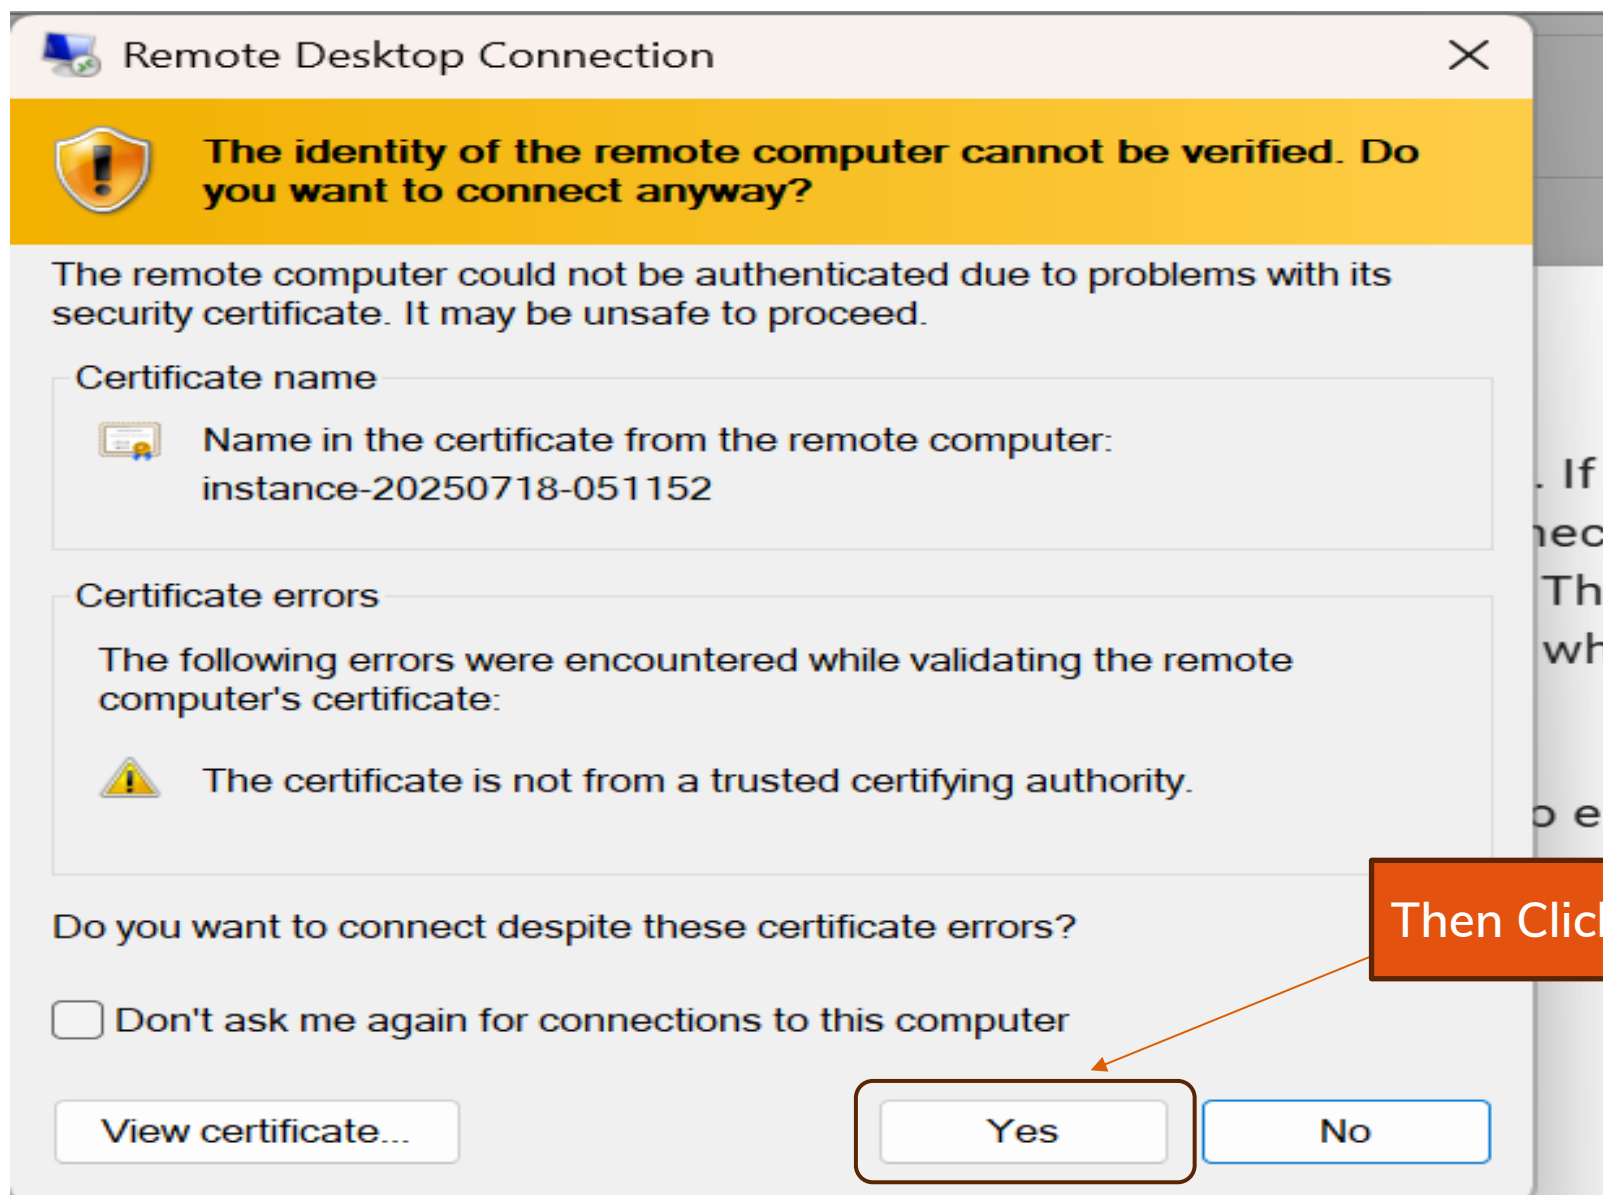 Remote Desktop Connection
The identity of the remote computer cannot be verified. Do
you want to connect anyway?
The remote computer could not be authenticated due to problems with its
security certificate. It may be unsafe to proceed.
Certificate name
Name in the certificate from the remote computer:
instance-20250718-051152
. If
Certificate errors
Th
The following errors were encountered while validating the remote
computer's certificate:
The certificate is not from a trusted certifying authority.
Then
Do you want to connect despite these certificate errors?
Don't ask me again for connections to this computer
View certificate...
Yes
No